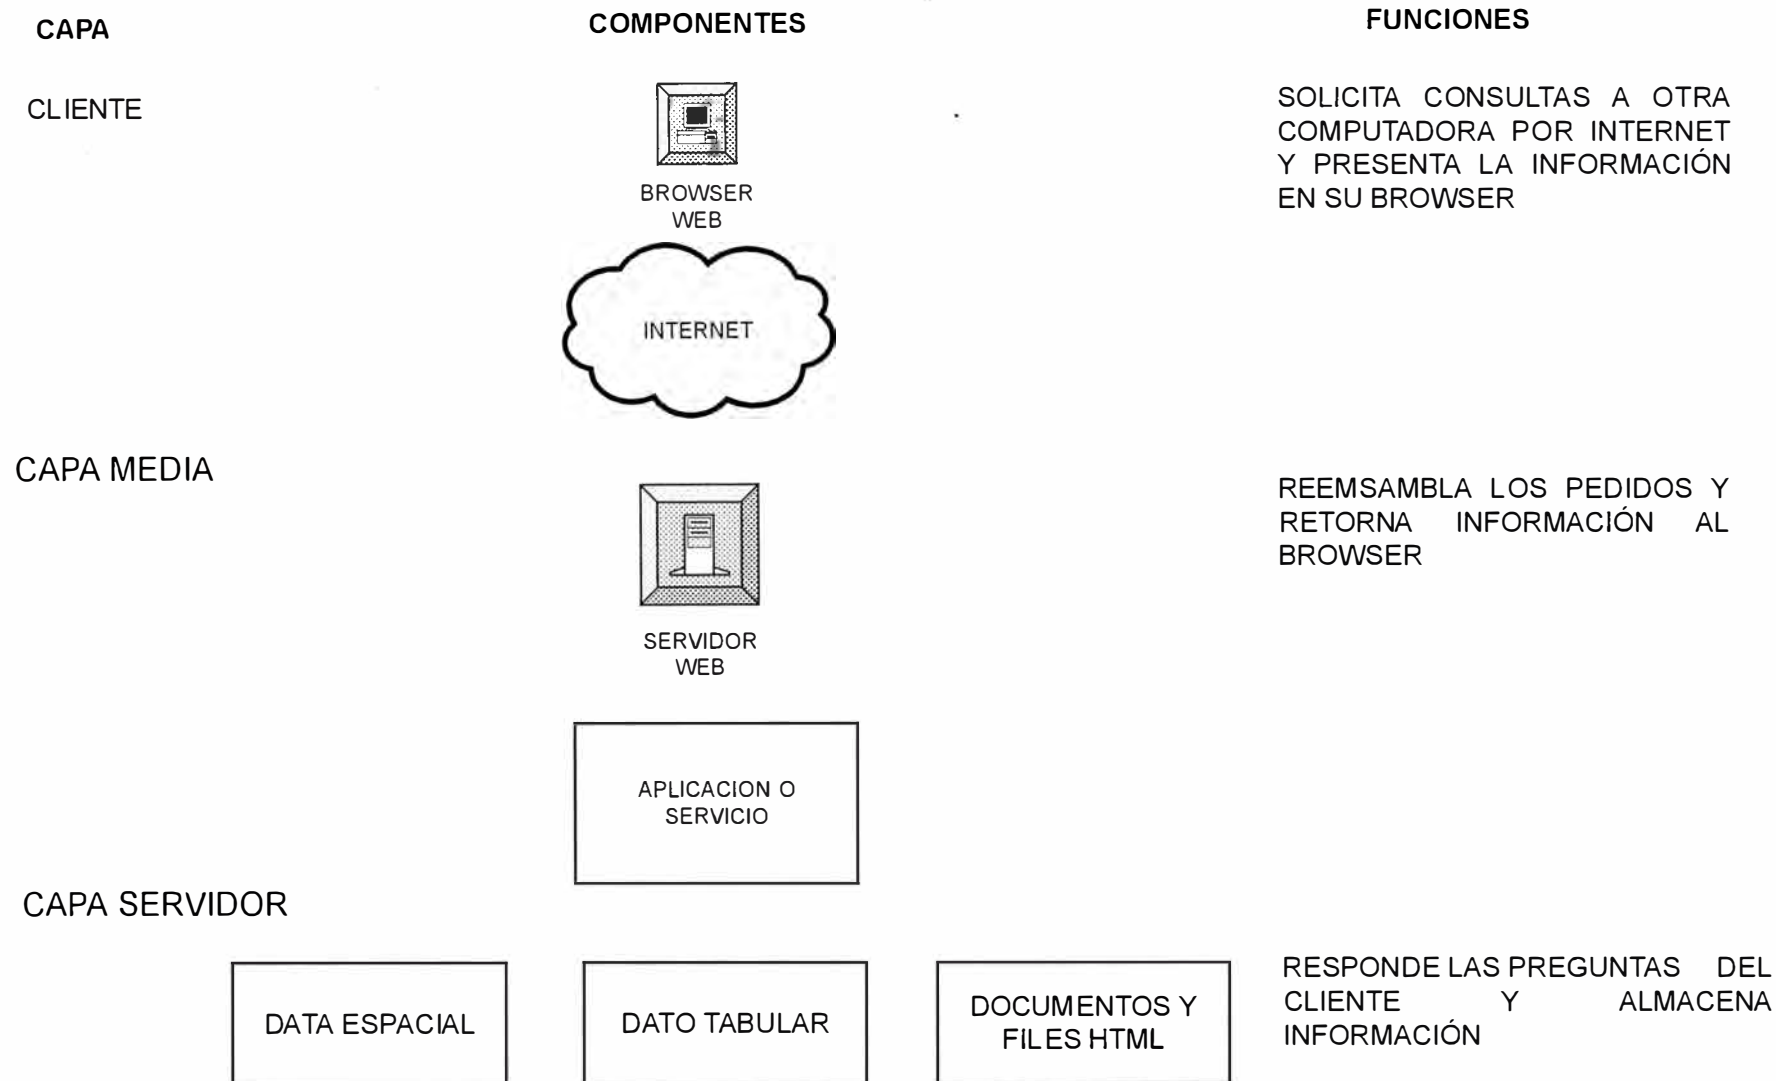 CAPA
COMPONENTES
FUNCIONES
CLIENTE
BROWSER
WEB
SOLICITA CONSULTAS A OTRA
COMPUTADORA POR INTERNET
Y PRESENTA LA INFORMACIÓN
EN SU BROWSER
INTERNET
CAPA MEDIA
SERVIDOR
WEB
REEMSAMBLA LOS PEDIDOS Y
RETORNA INFORMACIÓN AL
BROWSER
APLICACION O
SERVICIO
CAPA SERVIDOR
DATA ESPACIAL
DATO TABULAR
DOCUMENTOS Y
FILES HTML
RESPONDE LAS PREGUNTAS DEL
CLIENTE Y ALMACENA
INFORMACIÓN